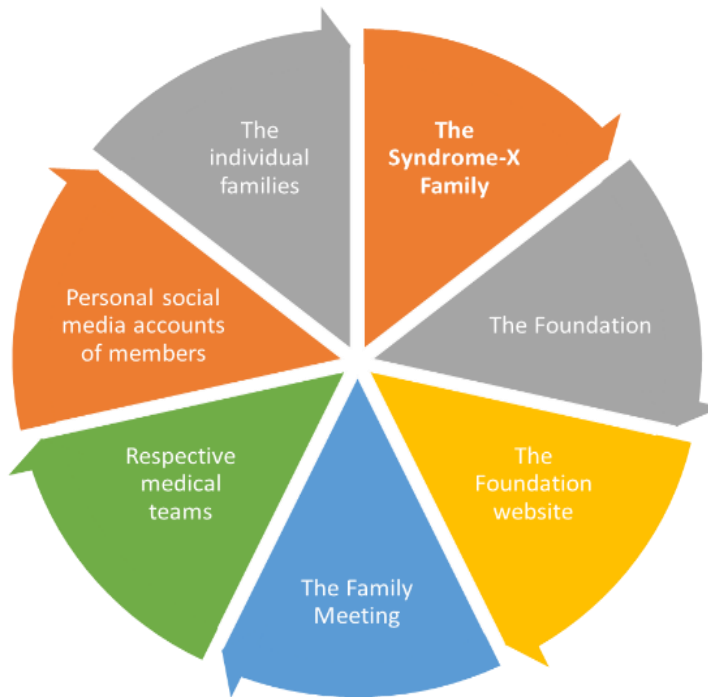 The
Syndrome-X
Family
The Foundation
The
Foundation
website
The Family
Meeting
Respective
medical
teams
Personal social
media accounts
of members
The
individual
families